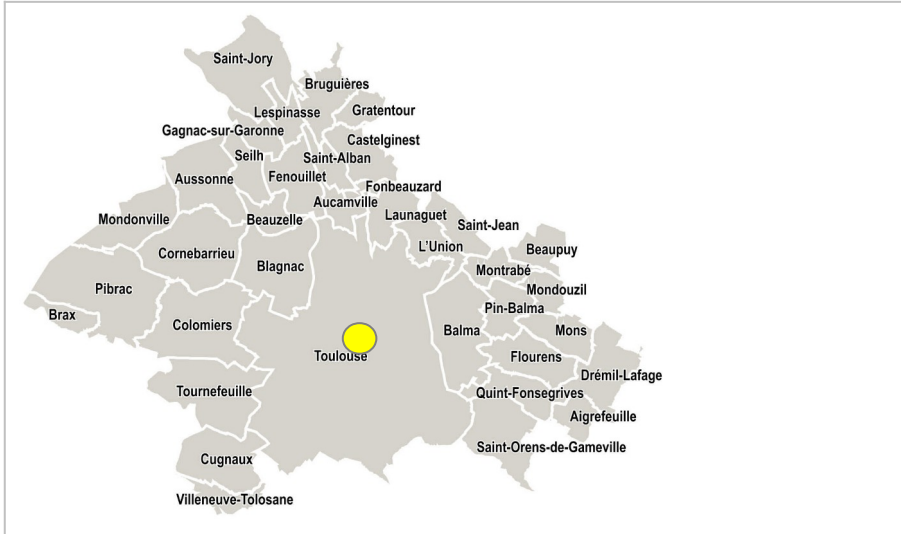 Saint-Jory
Bruguières
Lespinasse
Gratentour
Gagnac-sur-Garonne
Castelginest
Seilh
Saint-Alban
Aussonne
Fenouillet
Fonbeauzard
Aucamville
Launaguet
Mondonville
Beauzelle
Saint-Jean
L'Union
Beaupuy
Cornebarrieu
Blagnac
Montrabé
Pibrac
Mondouzil
Pin-Balma
Brax
Colomiers
Balma
Mons
Toulouse
Flourens
Drémil-Lafage
Tournefeuille
Quint-Fonsegrives
Aigrefeuille
Saint-Orens-de-Gameville
Cugnaux
Villeneuve-Tolosane